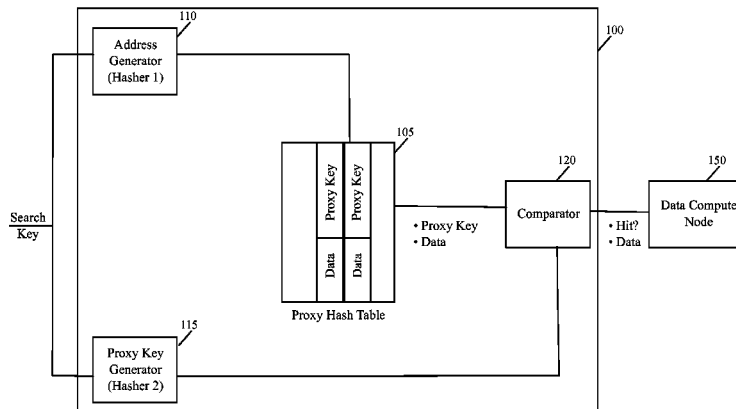 110
Address
Generator
(Hasher 1)
100
105
Proxy Key
Proxy Key
Data
Data
Proxy Hash Table
120
Comparator
150
Data Compute
Node
Search
Key
• Proxy Key
• Data
• Hit?
• Data
115
Proxy Key
Generator
(Hasher 2)